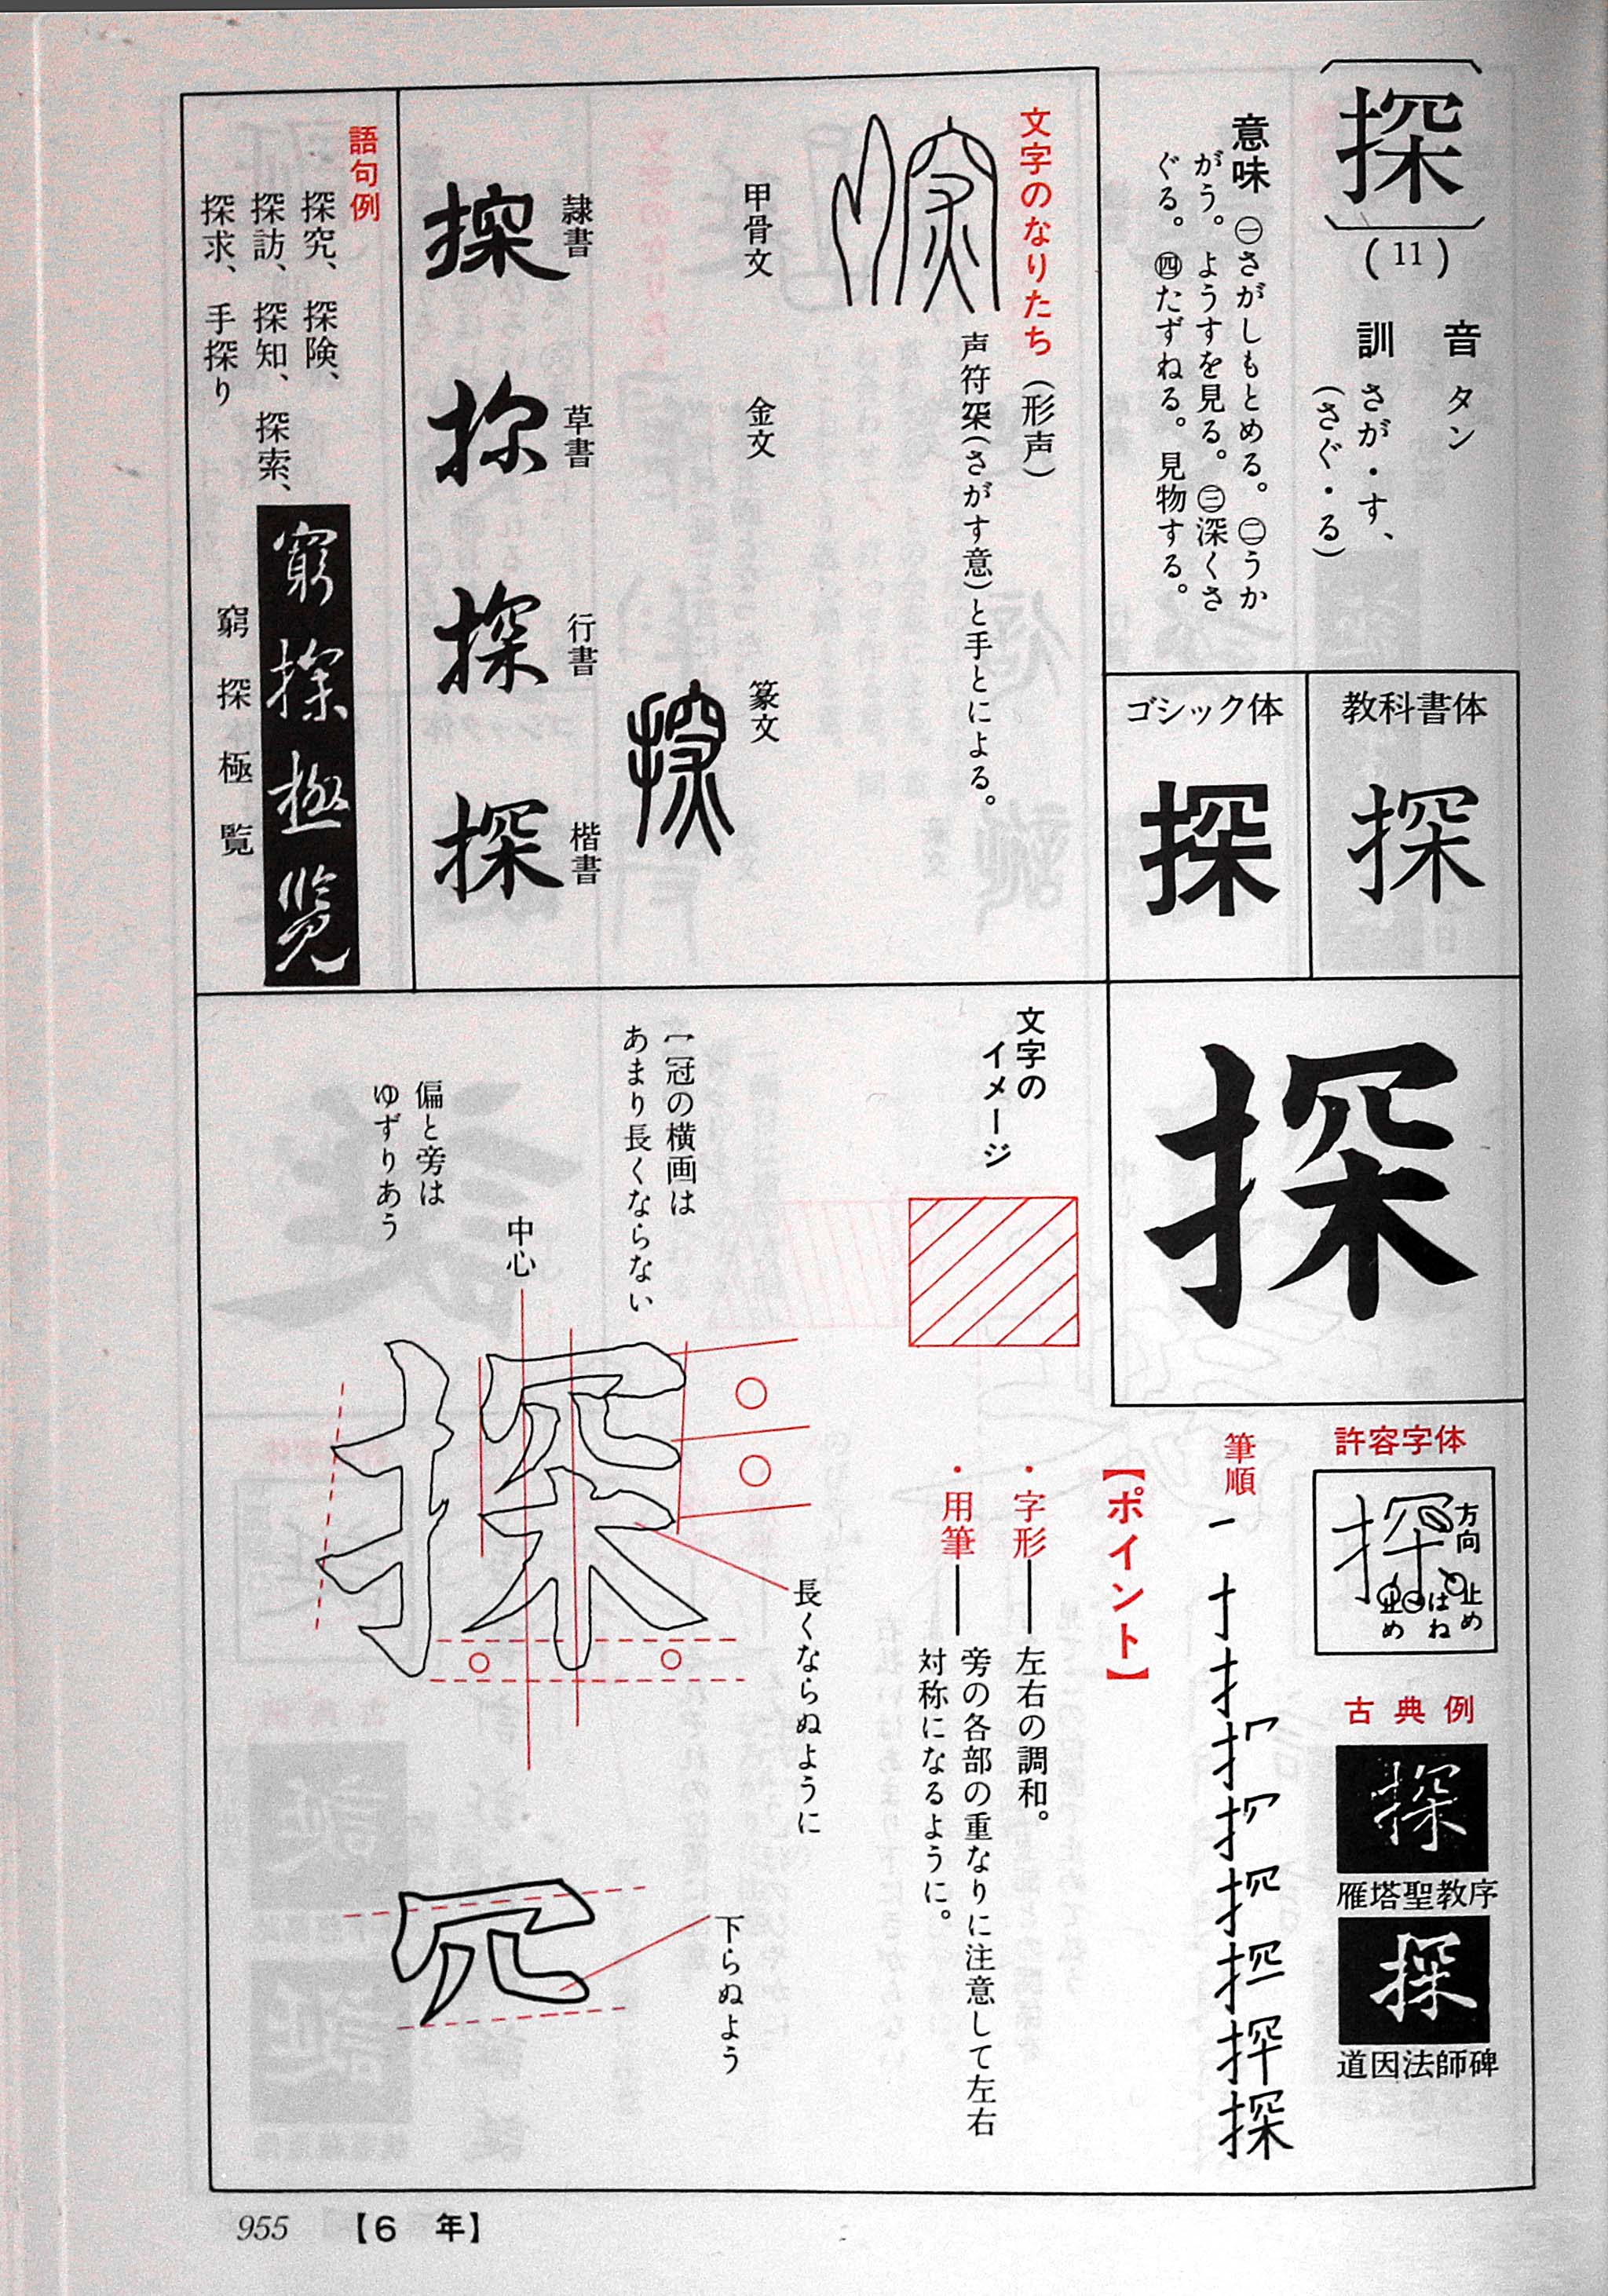 探
(11)
音 タン
訓 さが・す、
(さぐ・る)
意味 ㊀さがしもとめる。㊁うか
がう。ようすを見る。㊂深くさ
ぐる。㊃たずねる。見物する。
教科書体
探
ゴシック体
探
文字のなりたち(形声)
声符罙(さがす意)と手とによる。
甲骨文
金文
篆文
隷書
草書
行書
楷書
探
探
探
探
語句例
探究、探険、
探訪、探知、探索、
探求、手探り
窮探極覧
窮探極覧
探
許容字体
探
方向
止め
はね
止め
古典例
探
雁塔聖教序
探
道因法師碑
筆順
探
【ポイント】
・字形――左右の調和。
・用筆――旁の各部の重なりに注意して左右
対称になるように。
文字の
イメージ
冖冠の横画は
あまり長くならない
中心
偏と旁は
ゆずりあう
探
長くならぬように
下らぬよう
955 【6 年】